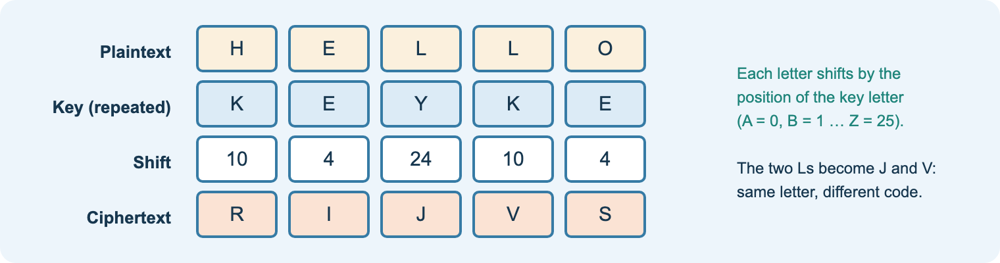 Plaintext H E L L O
Key (repeated) K E Y K E
Shift 10 4 24 10 4
Ciphertext R I J V S
Each letter shifts by the
position of the key letter
(A = 0, B = 1 … Z = 25).
The two Ls become J and V:
same letter, different code.